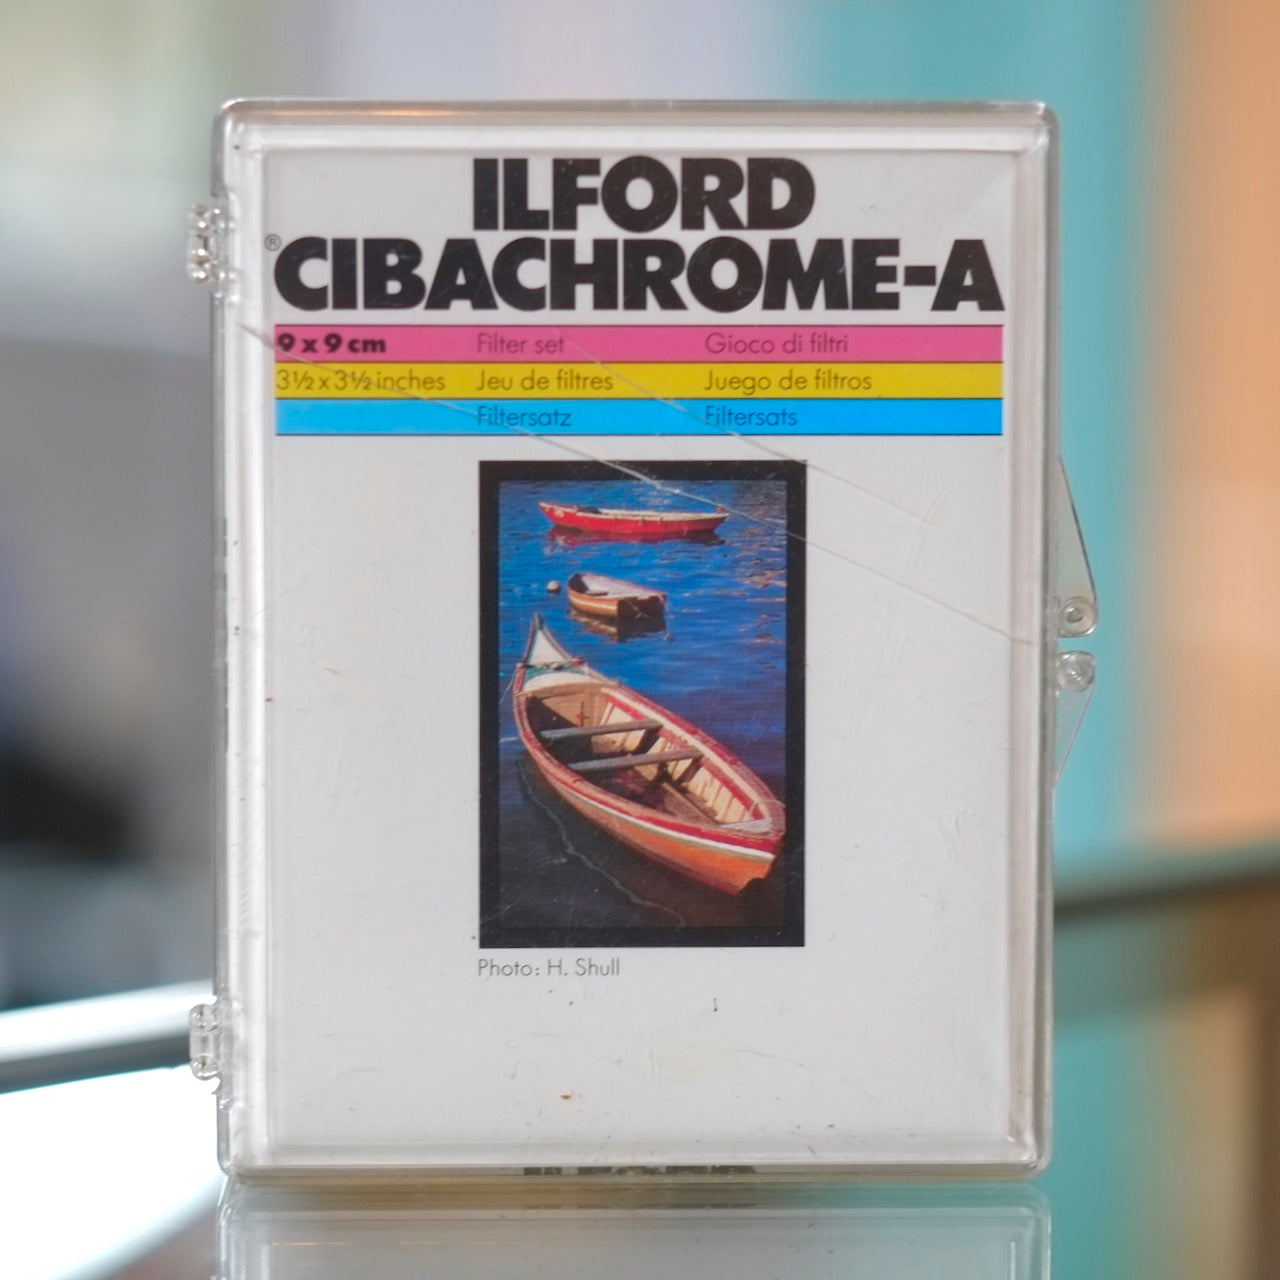 ILFORD
® CIBACHROME-A
9 x 9 cm Filter set Gioco di filtri
3½ x 3½ inches Jeu de filtres Juego de filtros
Filtersatz Filtersats
Photo: H. Shull